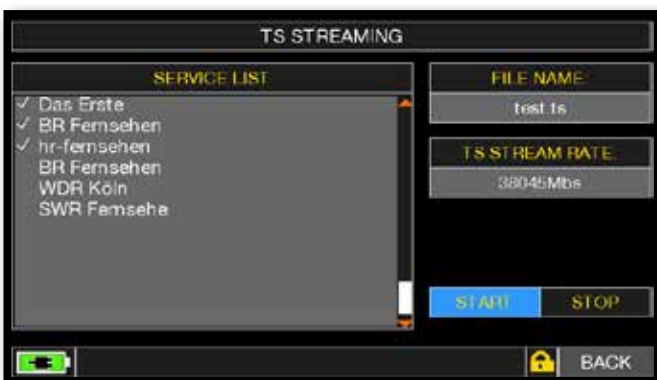 TS STREAMING
SERVICE LIST
✓ Das Erste
✓ BR Fernsehen
✓ hr-fernsehen
BR Fernsehen
WDR Köln
SWR Fernsehe
FILE NAME:
test.ts
TS STREAM RATE:
38045Mbs
START
STOP
BACK